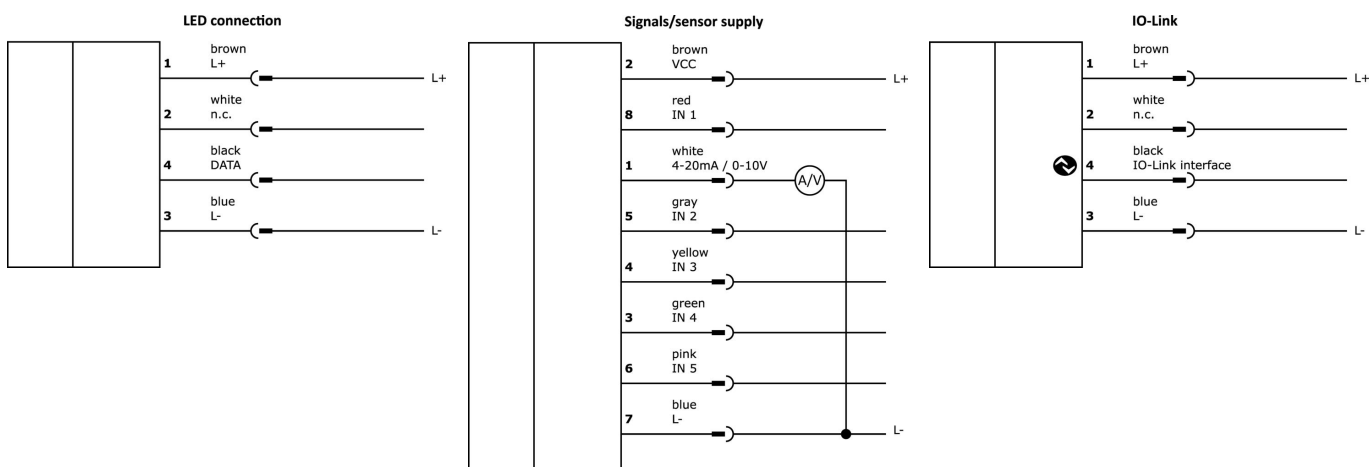 LED connection
brown
1 L+
L+
white
2 n.c.
black
4 DATA
blue
3 L-
L-
Signals/sensor supply
brown
2 VCC
L+
red
8 IN 1
white
1 4-20mA / 0-10V
A/V
gray
5 IN 2
yellow
4 IN 3
green
3 IN 4
pink
6 IN 5
blue
7 L-
L-
IO-Link
brown
1 L+
L+
white
2 n.c.
black
4 IO-Link interface
blue
3 L-
L-